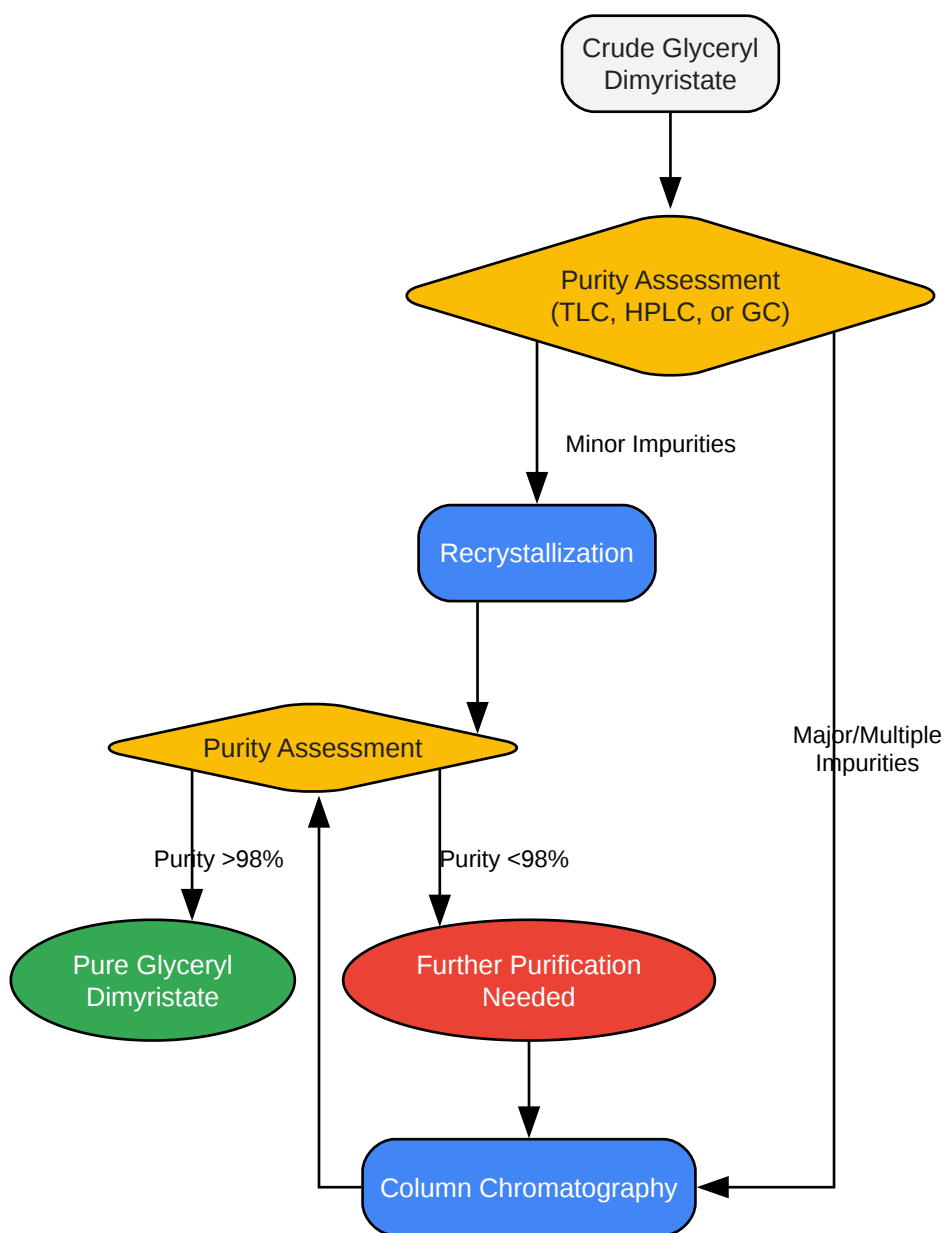 Crude Glyceryl
Dimyristate
Purity Assessment
(TLC, HPLC, or GC)
Minor Impurities
Recrystallization
Major/Multiple
Impurities
Purity Assessment
Purity >98%
Purity <98%
Pure Glyceryl
Dimyristate
Further Purification
Needed
Column Chromatography